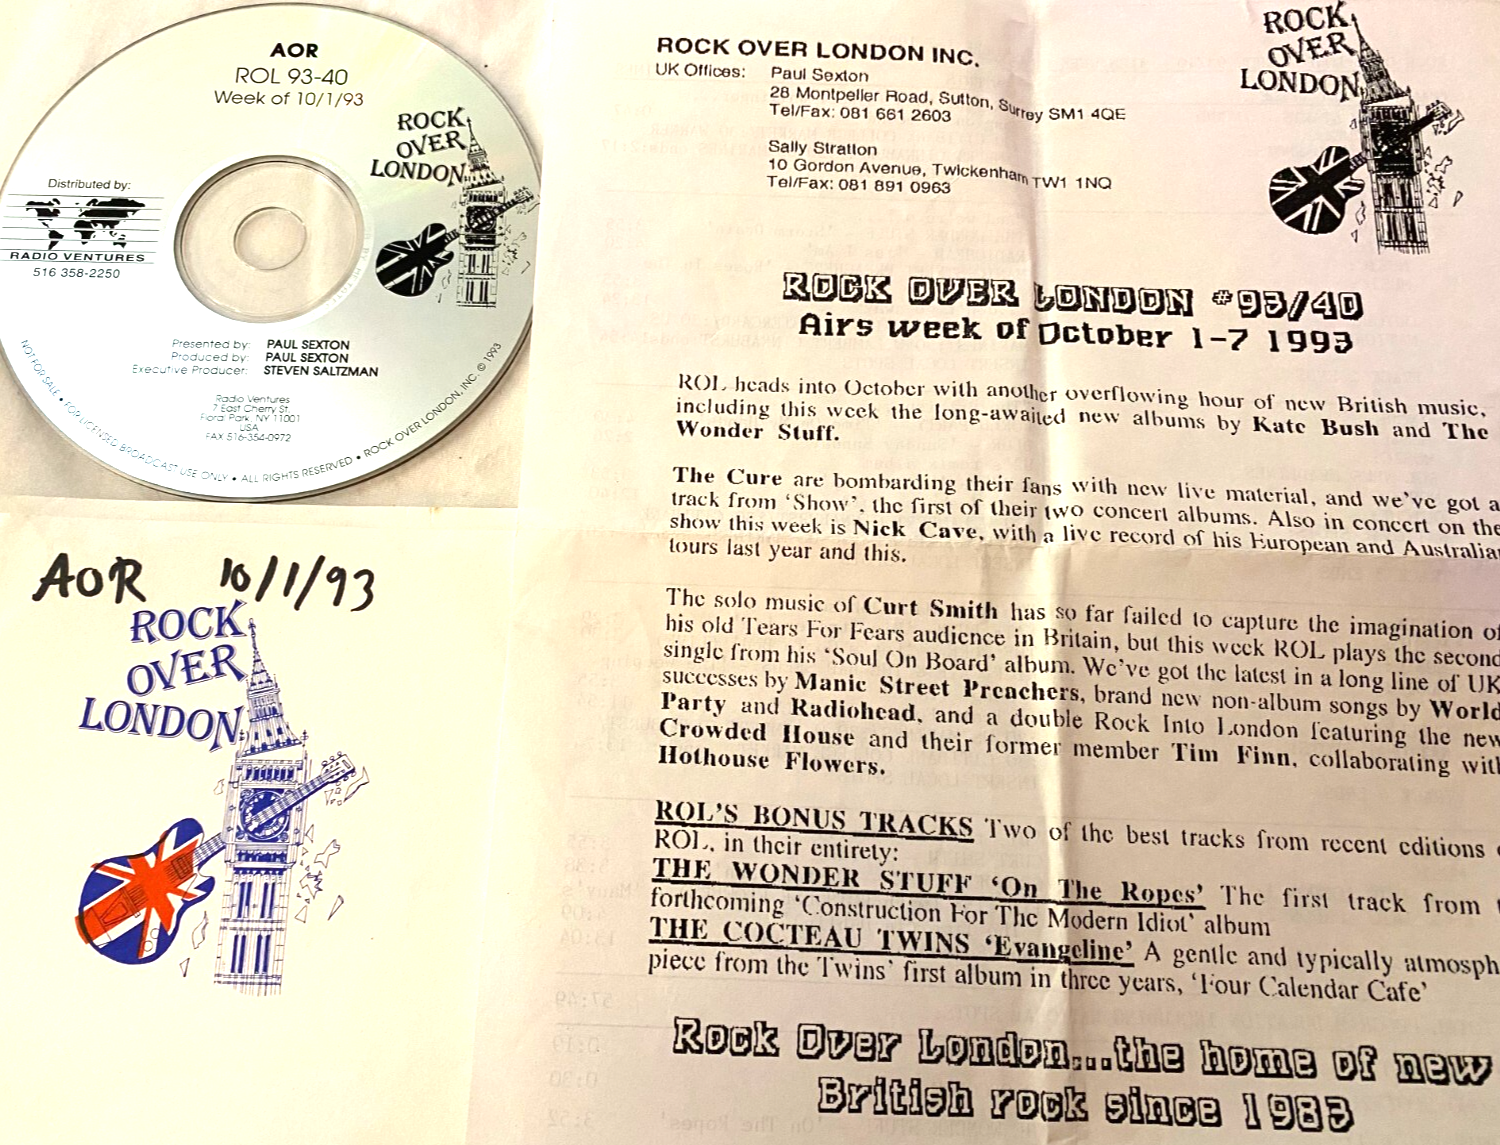 AOR
ROL 93-40
Week of 10/1/93
ROCK
OVER
LONDON
Distributed by:
RADIO VENTURES
516 358-2250
Presented by: PAUL SEXTON
Produced by: PAUL SEXTON
Executive Producer: STEVEN SALTZMAN
Radio Ventures
7 East Cherry St.
Floral Park, NY 11001
USA
FAX 516-354-0972
NOT FOR SALE • FOR LICENSED BROADCAST USE ONLY • ALL RIGHTS RESERVED • ROCK OVER LONDON, INC. © 1993
AOR 10/1/93
ROCK
OVER
LONDON
ROCK OVER LONDON INC.
UK Offices: Paul Sexton
28 Montpelier Road, Sutton, Surrey SM1 4QE
Tel/Fax: 081 661 2603
Sally Stratton
10 Gordon Avenue, Twickenham TW1 1NQ
Tel/Fax: 081 891 0963
ROCK
OVER
LONDON
ROCK OVER LONDON #93/40
Airs week of October 1-7 1993
ROL heads into October with another overflowing hour of new British music,
including this week the long-awaited new albums by Kate Bush and The
Wonder Stuff.
The Cure are bombarding their fans with new live material, and we've got a
track from 'Show', the first of their two concert albums. Also in concert on the
show this week is Nick Cave, with a live record of his European and Australian
tours last year and this.
The solo music of Curt Smith has so far failed to capture the imagination of
his old Tears For Fears audience in Britain, but this week ROL plays the second
single from his 'Soul On Board' album. We've got the latest in a long line of UK
successes by Manic Street Preachers, brand new non-album songs by World
Party and Radiohead, and a double Rock Into London featuring the new
Crowded House and their former member Tim Finn, collaborating with
Hothouse Flowers.
ROL'S BONUS TRACKS Two of the best tracks from recent editions
ROL, in their entirety:
THE WONDER STUFF 'On The Ropes' The first track from
forthcoming 'Construction For The Modern Idiot' album
THE COCTEAU TWINS 'Evangeline' A gentle and typically atmosph
piece from the Twins' first album in three years, 'Four Calendar Cafe'
Rock Over London...the home of new
British rock since 1983